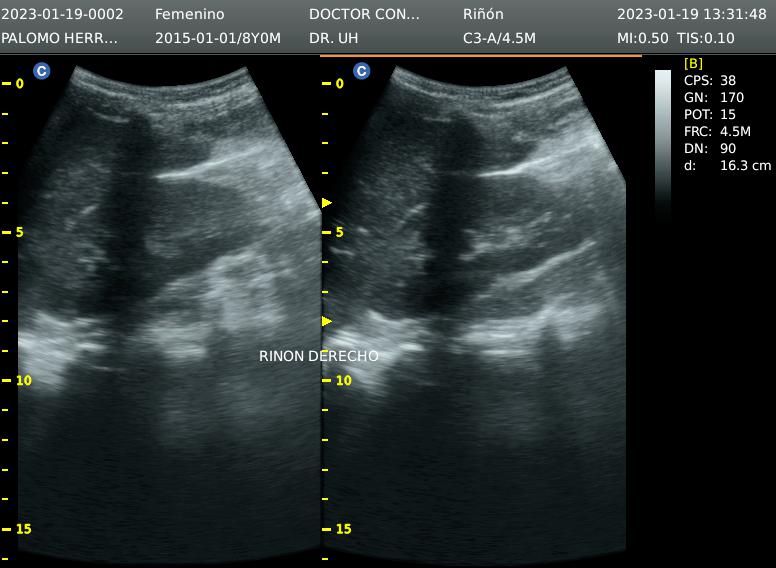 2023-01-19-0002 Femenino DOCTOR CON... Riñón 2023-01-19 13:31:48
PALOMO HERR... 2015-01-01/8Y0M DR. UH C3-A/4.5M MI:0.50 TIS:0.10
C C [B]
0 0
CPS: 38
GN: 170
POT: 15
FRC: 4.5M
DN: 90
d: 16.3 cm
5 5
RINON DERECHO
10 10
15 15